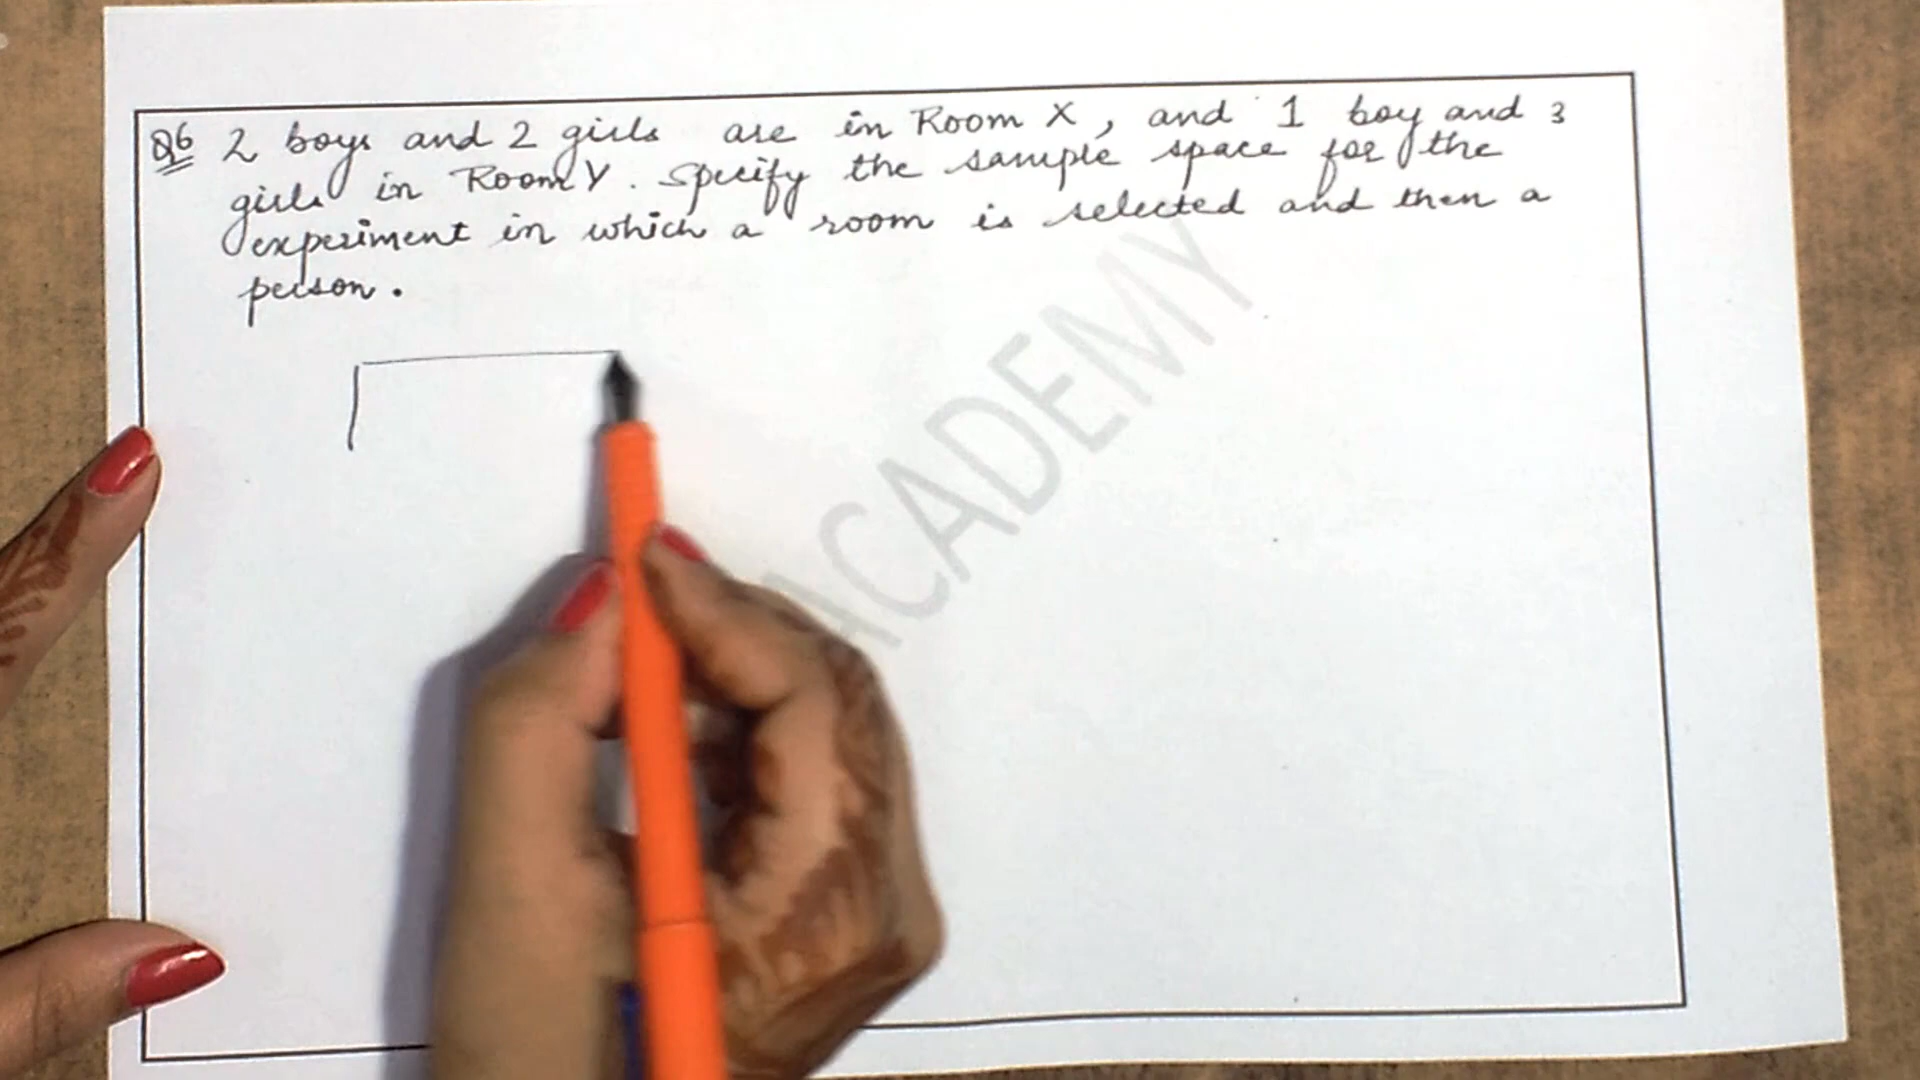 Q6 2 boys and 2 girls are in Room X, and 1 boy and 3
girls in Room Y. Specify the sample space for the
experiment in which a room is selected and then a
person.
ACADEMY